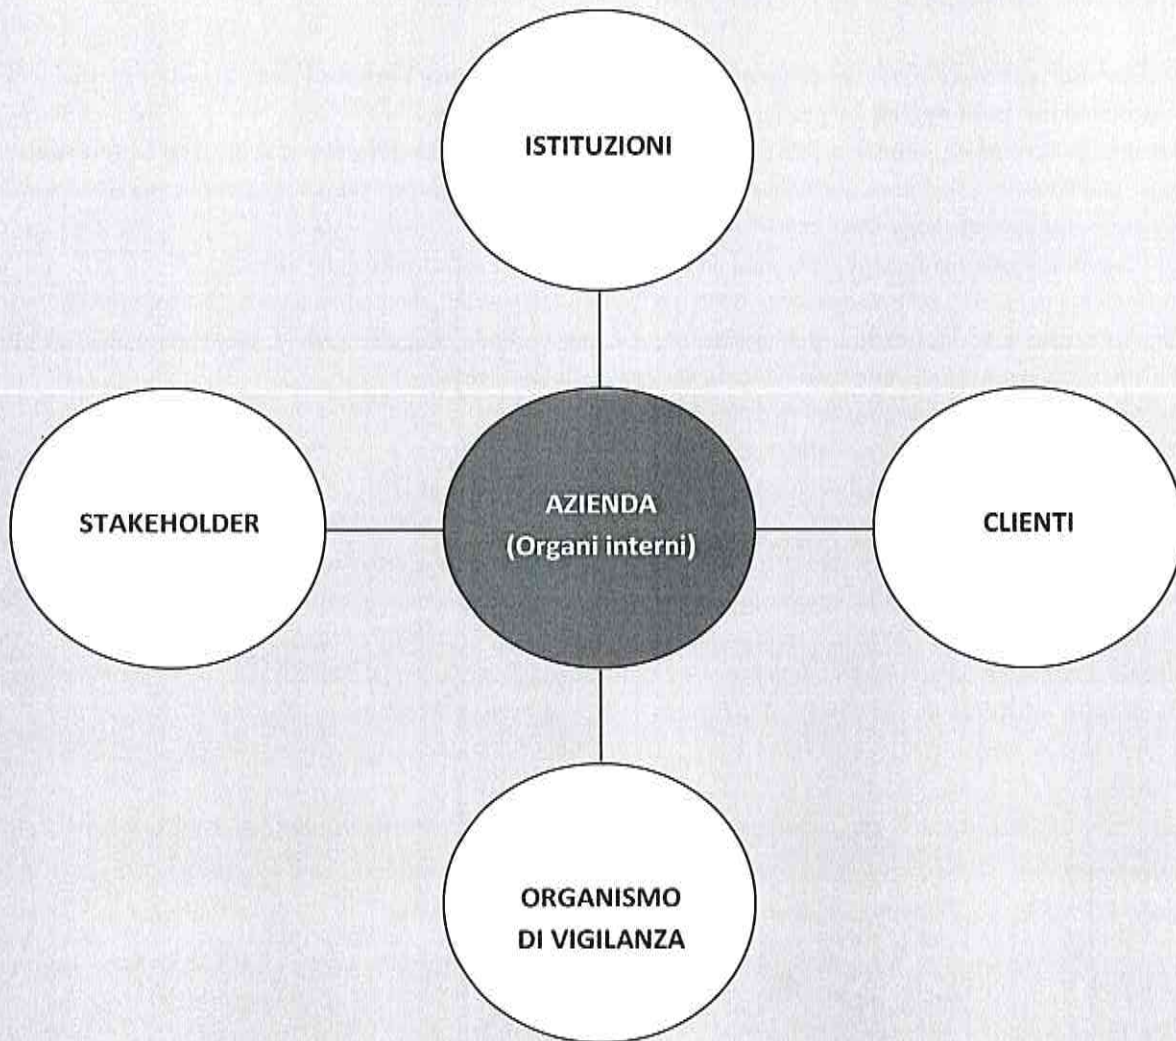 ISTITUZIONI
STAKEHOLDER
AZIENDA
(Organi interni)
CLIENTI
ORGANISMO
DI VIGILANZA